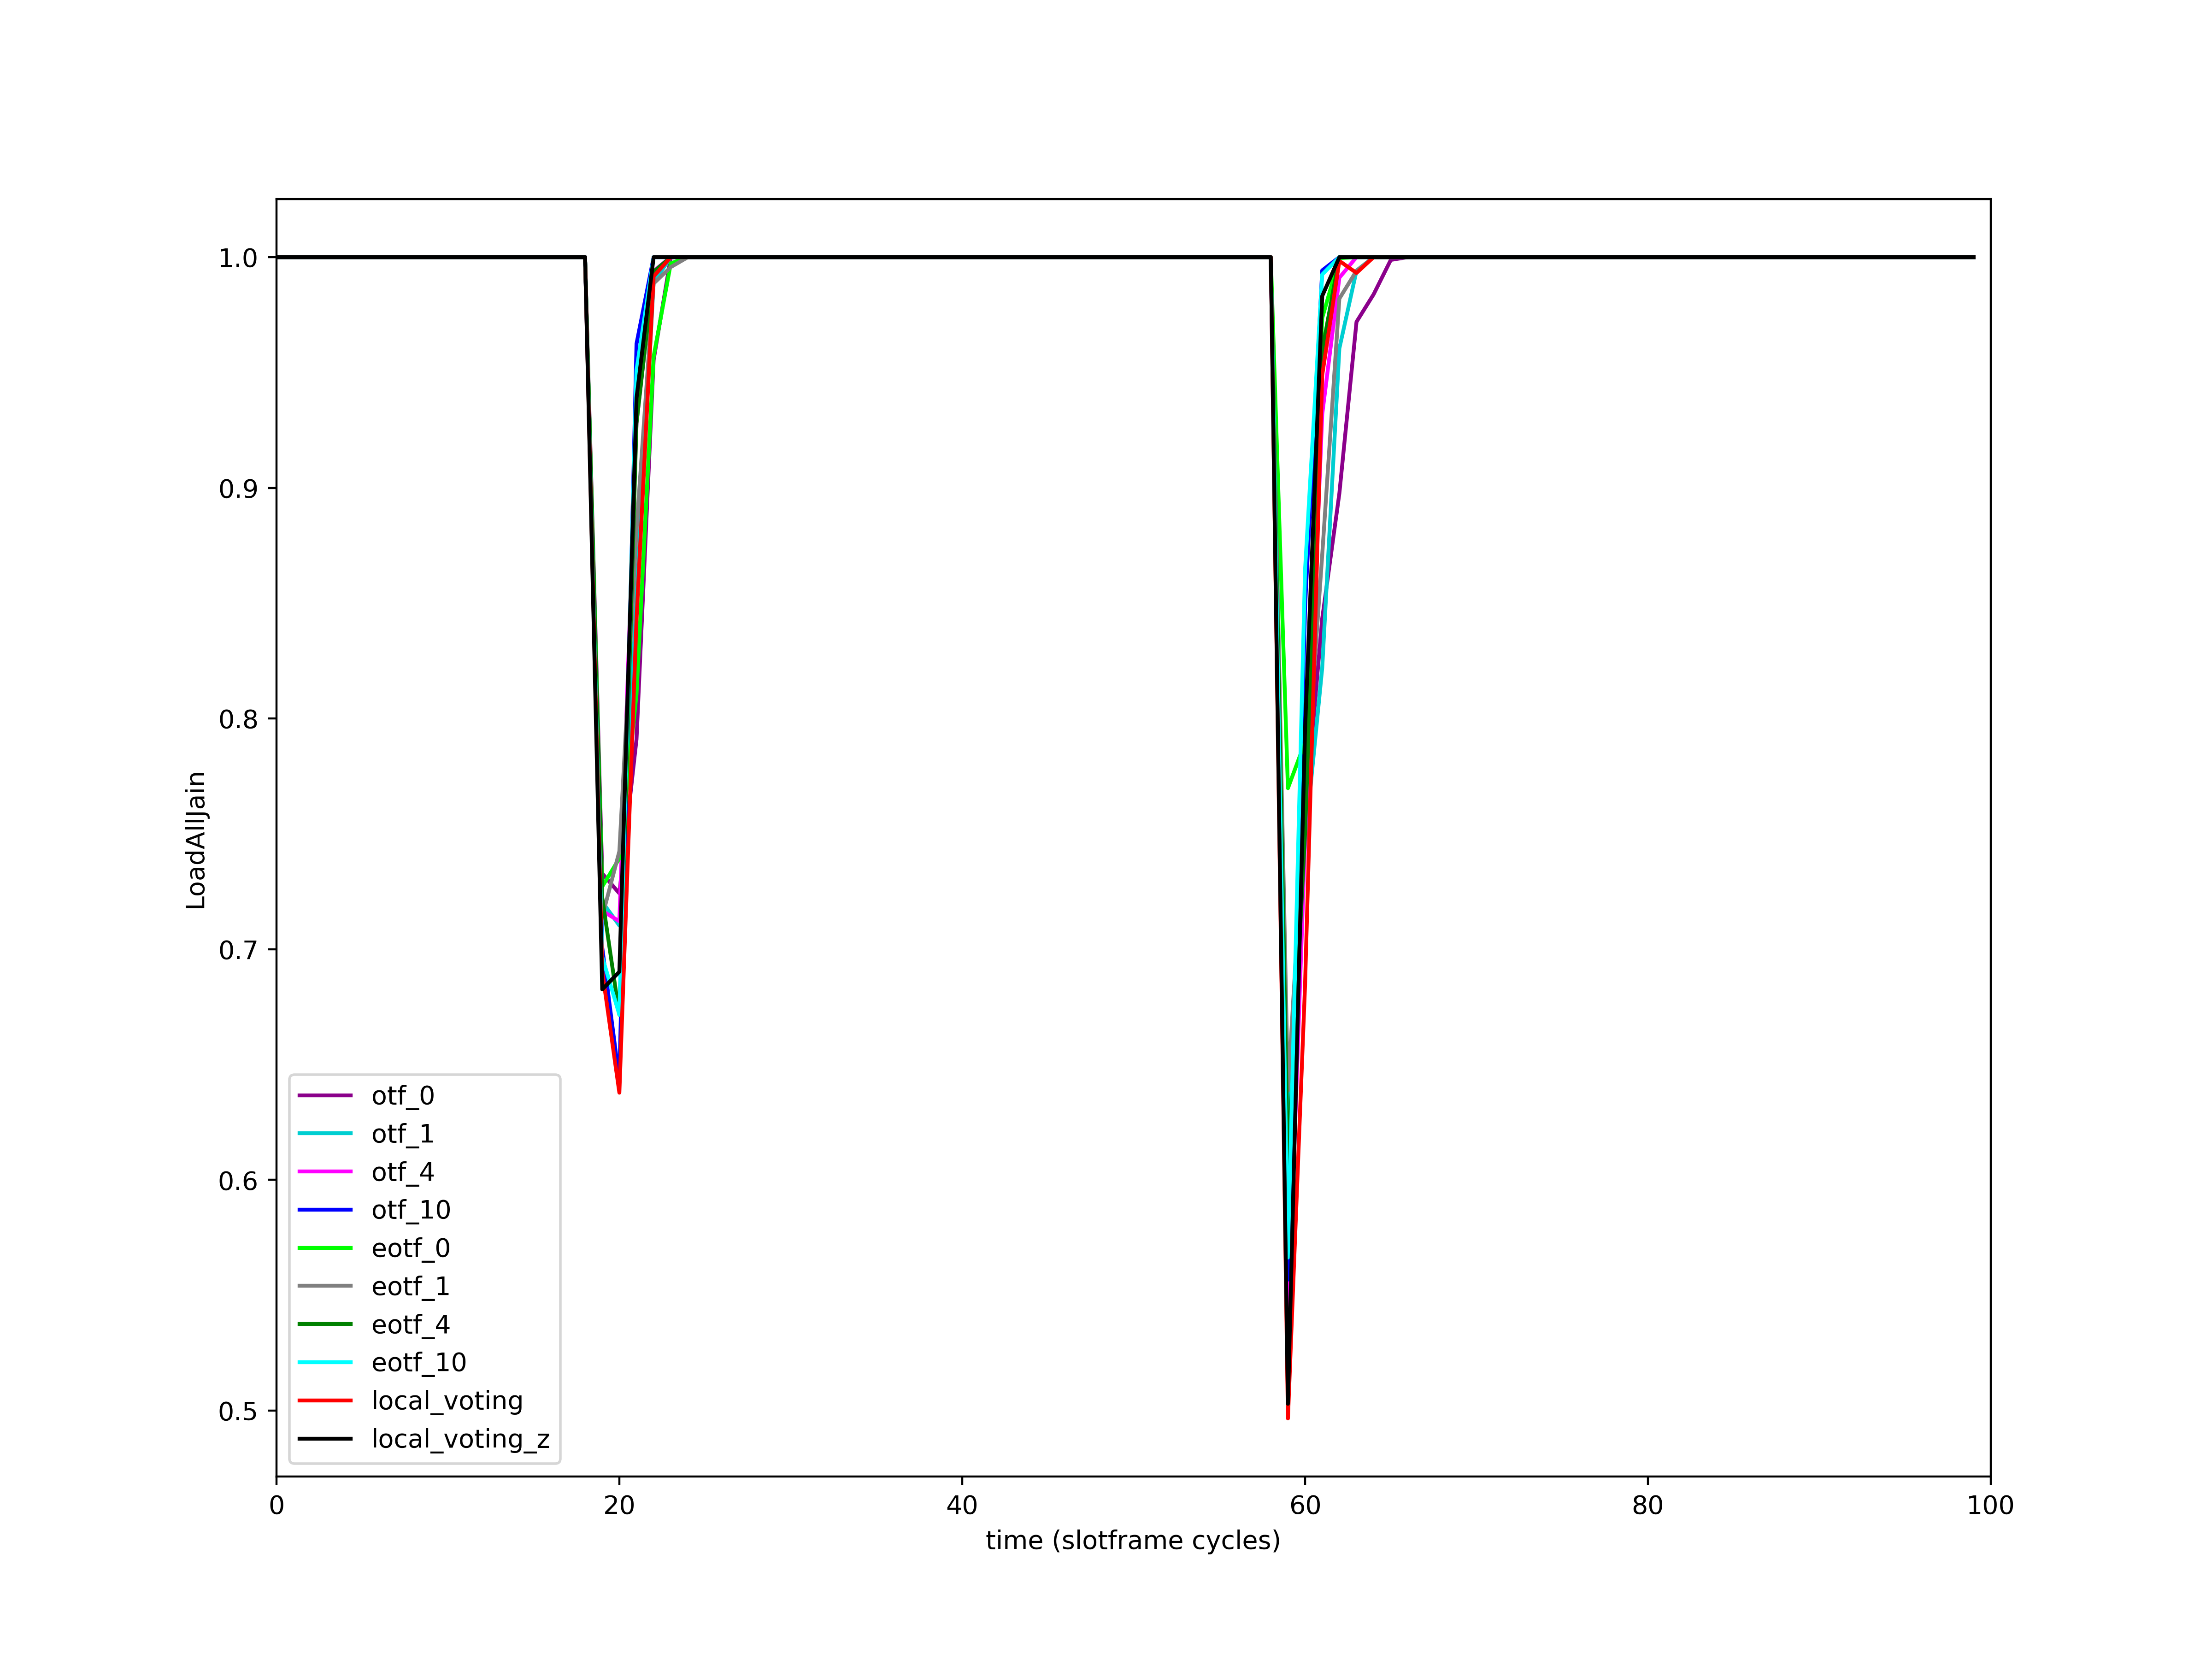 1.0
0.9
0.8
0.7
0.6
0.5
LoadAllJain
otf_0
otf_1
otf_4
otf_10
eotf_0
eotf_1
eotf_4
eotf_10
local_voting
local_voting_z
0 20 40 60 80 100
time (slotframe cycles)